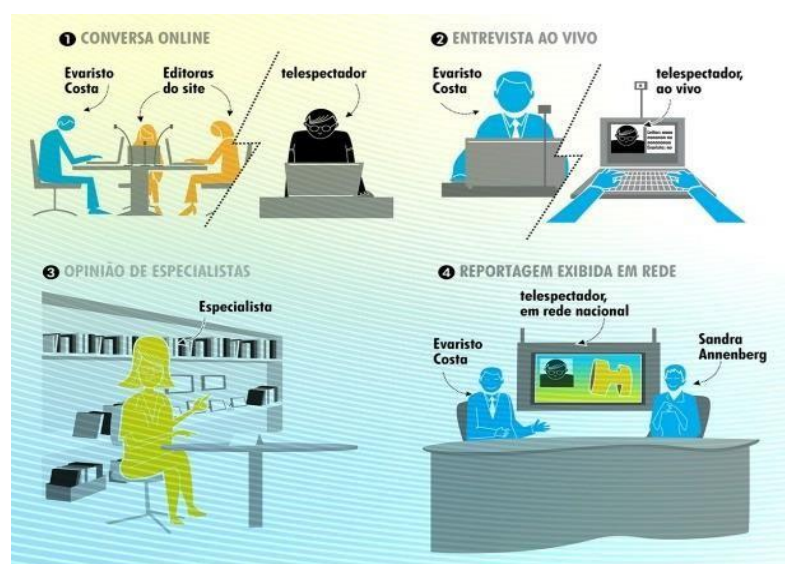 1 CONVERSA ONLINE
Evaristo
Costa
Editoras
do site
telespectador
2 ENTREVISTA AO VIVO
Evaristo
Costa
telespectador,
ao vivo
3 OPINIÃO DE ESPECIALISTAS
Especialista
4 REPORTAGEM EXIBIDA EM REDE
telespectador,
em rede nacional
Evaristo
Costa
Sandra
Annenberg